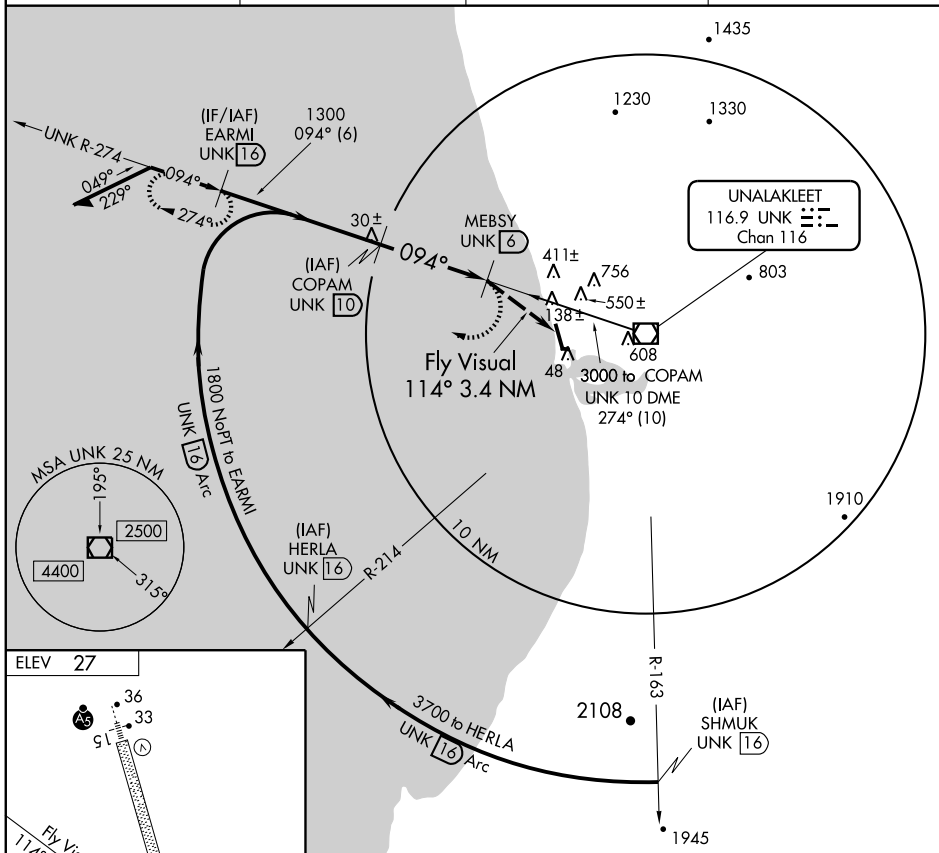 1435
1230
1330
(IF/IAF)
EARMI
UNK 16
1300
094° (6)
UNK R-274
049°
229°
094°
274°
30±
(IAF)
COPAM
UNK 10
094°
MEBSY
UNK 6
411±
756
550±
138±
UNALAKLEET
116.9 UNK
Chan 116
803
608
48
Fly Visual
114° 3.4 NM
3000 to COPAM
UNK 10 DME
274° (10)
1800 NoPT to EARMI
UNK 16 Arc
MSA UNK 25 NM
195°
2500
4400
315°
(IAF)
HERLA
UNK 16
R-214
10 NM
1910
R-163
3700 to HERLA
UNK 16 Arc
2108
(IAF)
SHMUK
UNK 16
1945
ELEV 27
A5
36
33
15
Fly Vi
114°